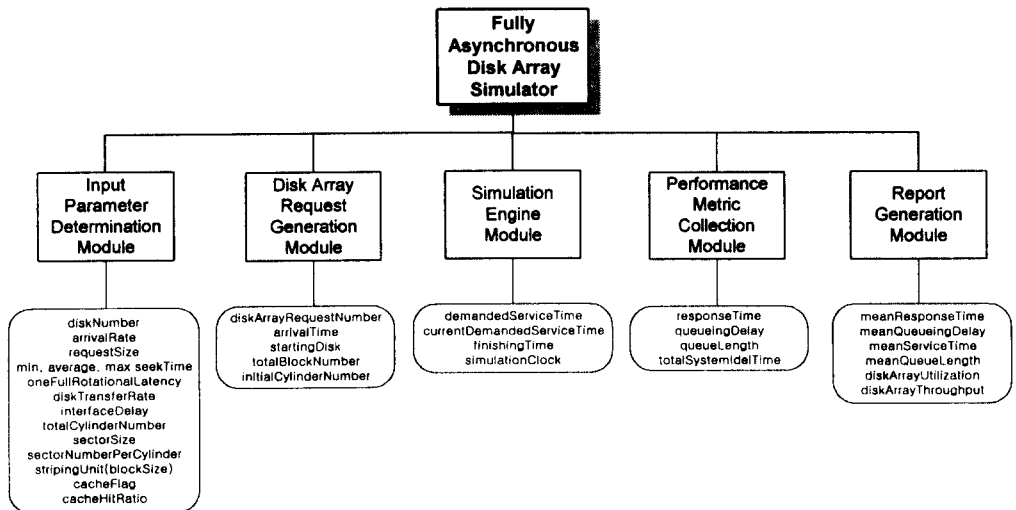 Fully
Asynchronous
Disk Array
Simulator
Input
Parameter
Determination
Module
Disk Array
Request
Generation
Module
Simulation
Engine
Module
Performance
Metric
Collection
Module
Report
Generation
Module
diskNumber
arrivalRate
requestSize
min, average, max seekTime
oneFullRotationalLatency
diskTransferRate
interfaceDelay
totalCylinderNumber
sectorSize
sectorNumberPerCylinder
stripingUnit(blockSize)
cacheFlag
cacheHitRatio
diskArrayRequestNumber
arrivalTime
startingDisk
totalBlockNumber
initialCylinderNumber
demandedServiceTime
currentDemandedServiceTime
finishingTime
simulationClock
responseTime
queueingDelay
queueLength
totalSystemIdelTime
meanResponseTime
meanQueueingDelay
meanServiceTime
meanQueueLength
diskArrayUtilization
diskArrayThroughput